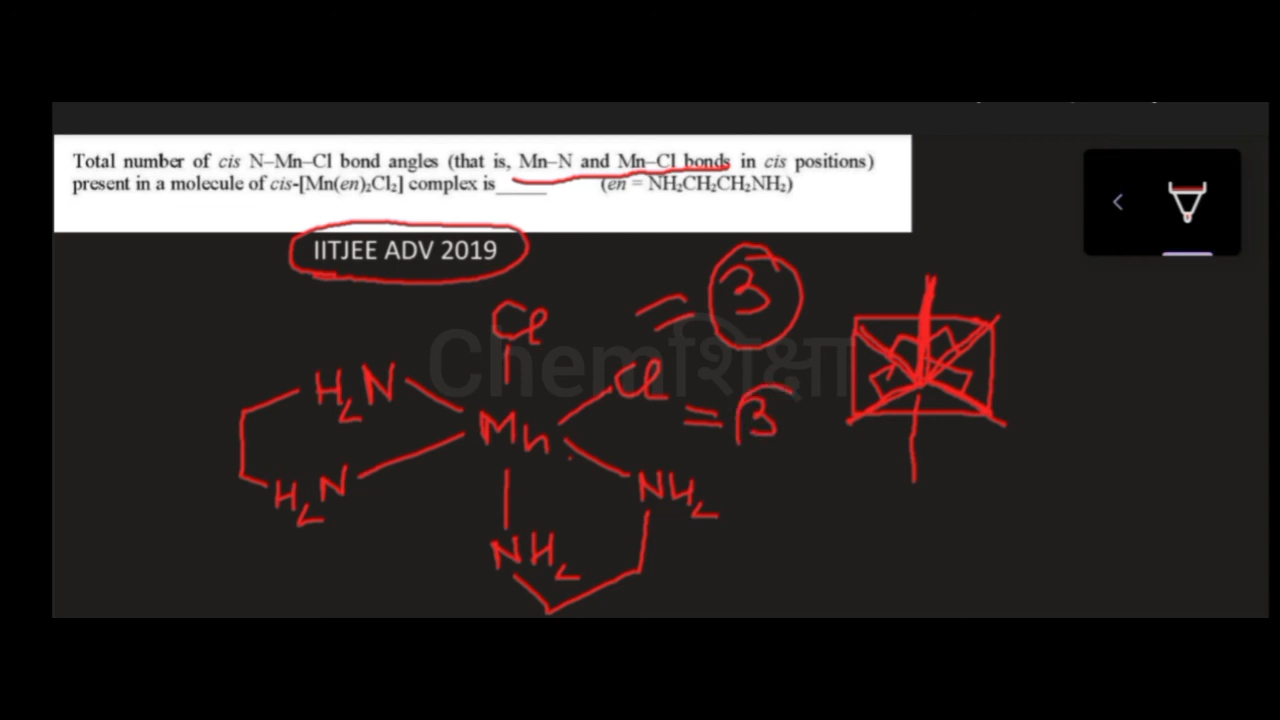 Total number of cis N–Mn–Cl bond angles (that is, Mn–N and Mn–Cl bonds in cis positions)
present in a molecule of cis-[Mn(en)₂Cl₂] complex is_____ (en = NH₂CH₂CH₂NH₂)
IITJEE ADV 2019
Cl = 3
Chemशिक्षा
H₂N Cl
Mn = 3
H₂N NH₂
NH₂